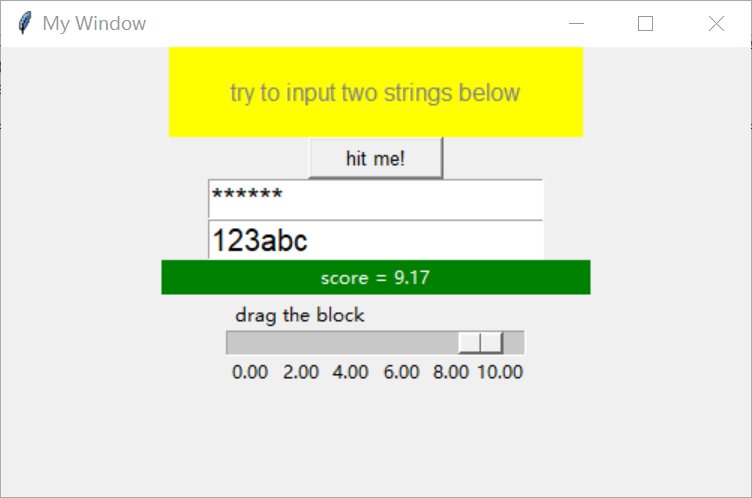 My Window
try to input two strings below
hit me!
******
123abc
score = 9.17
drag the block
0.00 2.00 4.00 6.00 8.00 10.00